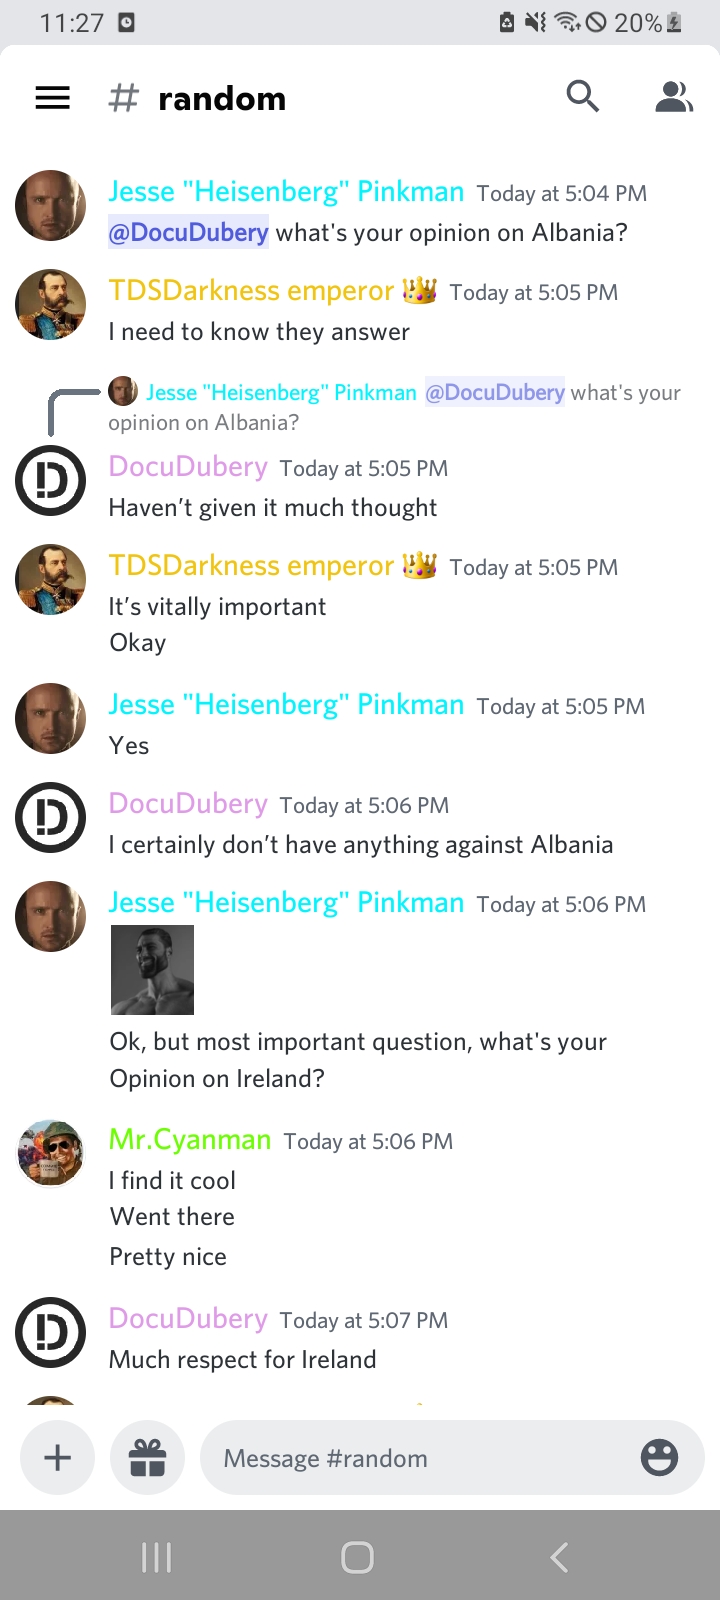 11:27
20%
# random
Jesse "Heisenberg" Pinkman Today at 5:04 PM
@DocuDubery what's your opinion on Albania?
TDSDarkness emperor 👑 Today at 5:05 PM
I need to know they answer
Jesse "Heisenberg" Pinkman @DocuDubery what's your
opinion on Albania?
DocuDubery Today at 5:05 PM
Haven’t given it much thought
TDSDarkness emperor 👑 Today at 5:05 PM
It’s vitally important
Okay
Jesse "Heisenberg" Pinkman Today at 5:05 PM
Yes
DocuDubery Today at 5:06 PM
I certainly don’t have anything against Albania
Jesse "Heisenberg" Pinkman Today at 5:06 PM
Ok, but most important question, what's your
Opinion on Ireland?
Mr.Cyanman Today at 5:06 PM
I find it cool
Went there
Pretty nice
DocuDubery Today at 5:07 PM
Much respect for Ireland
Message #random